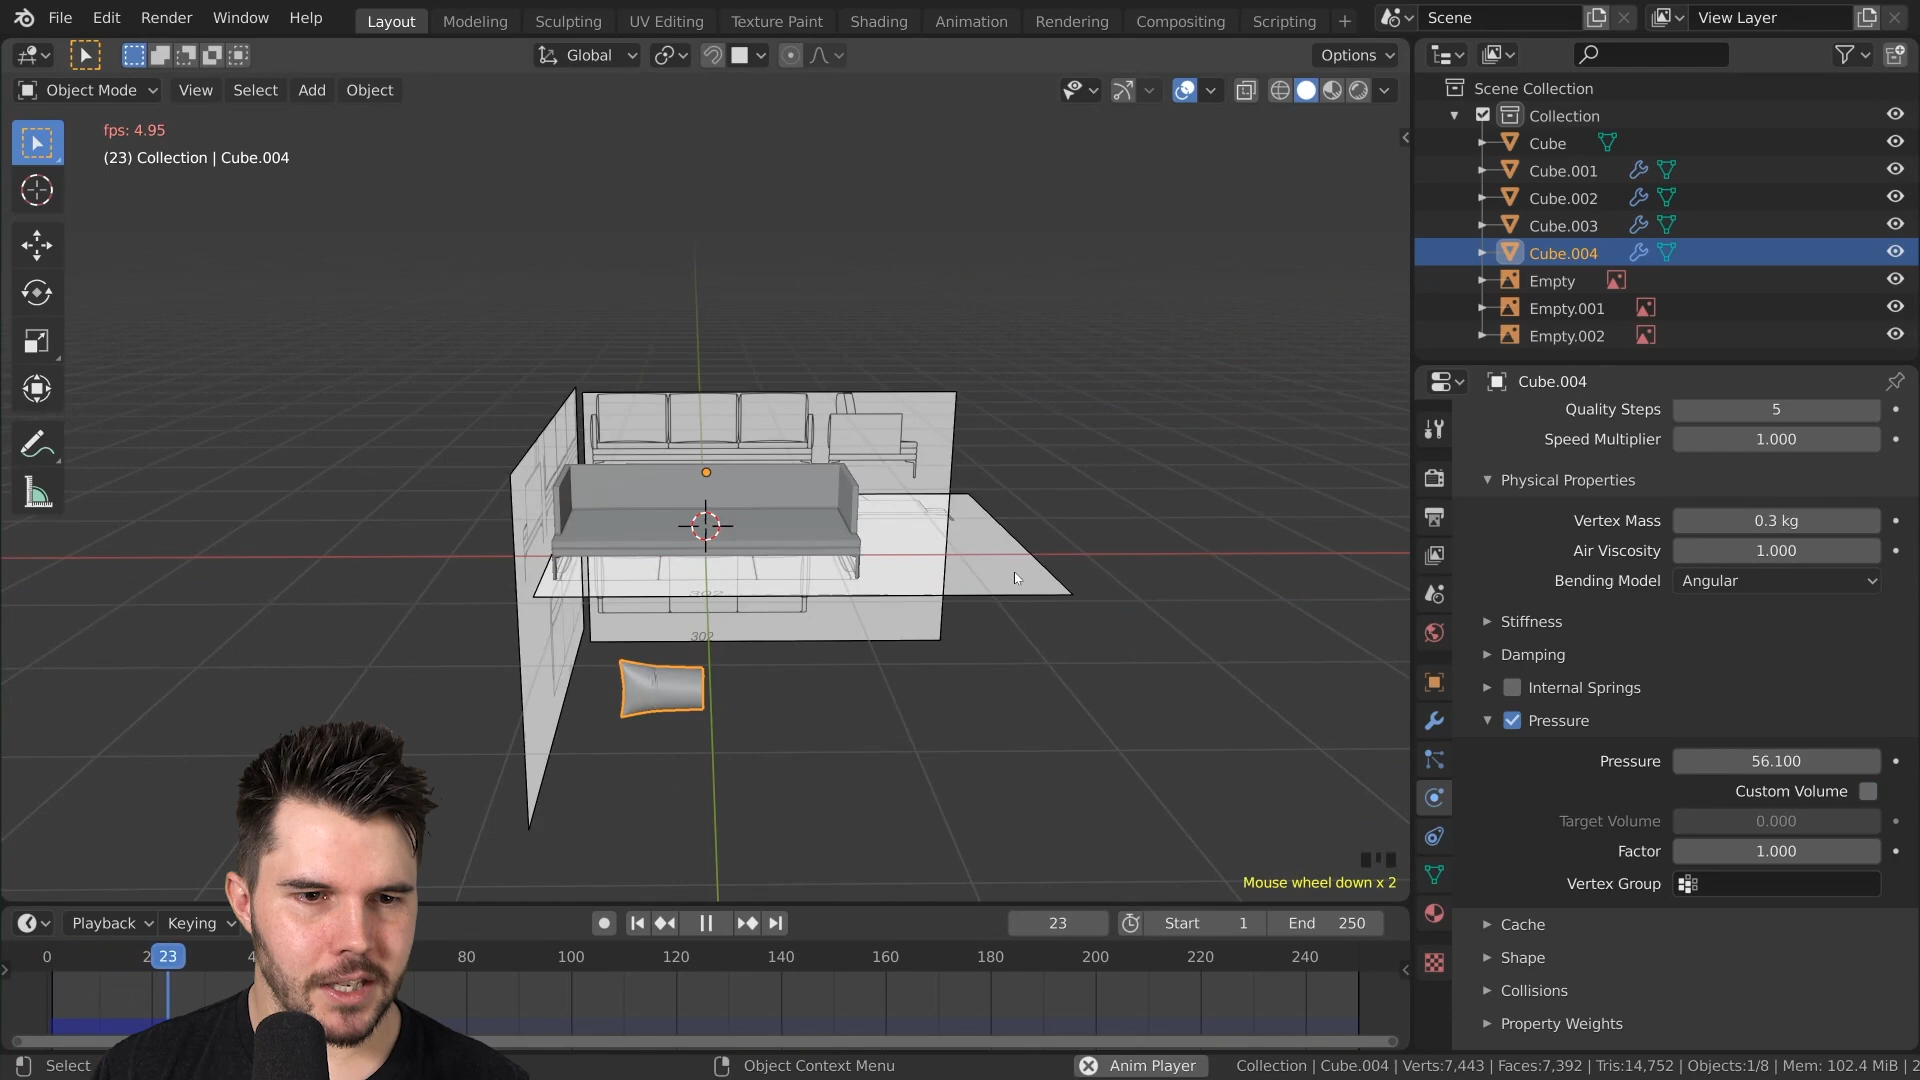 File Edit Render Window Help
Layout Modeling Sculpting UV Editing Texture Paint Shading Animation Rendering Compositing Scripting +
Scene
View Layer
Global
Options
Object Mode View Select Add Object
fps: 4.95
(23) Collection | Cube.004
302
302
Mouse wheel down x 2
Scene Collection
Collection
Cube
Cube.001
Cube.002
Cube.003
Cube.004
Empty
Empty.001
Empty.002
Cube.004
Quality Steps 5
Speed Multiplier 1.000
Physical Properties
Vertex Mass 0.3 kg
Air Viscosity 1.000
Bending Model Angular
Stiffness
Damping
Internal Springs
Pressure
Pressure 56.100
Custom Volume
Target Volume 0.000
Factor 1.000
Vertex Group
Cache
Shape
Collisions
Property Weights
Playback Keying 23 Start 1 End 250
0 2 23 4 80 100 120 140 160 180 200 220 240
Select Object Context Menu Anim Player Collection | Cube.004 | Verts:7,443 | Faces:7,392 | Tris:14,752 | Objects:1/8 | Mem: 102.4 MiB | 2